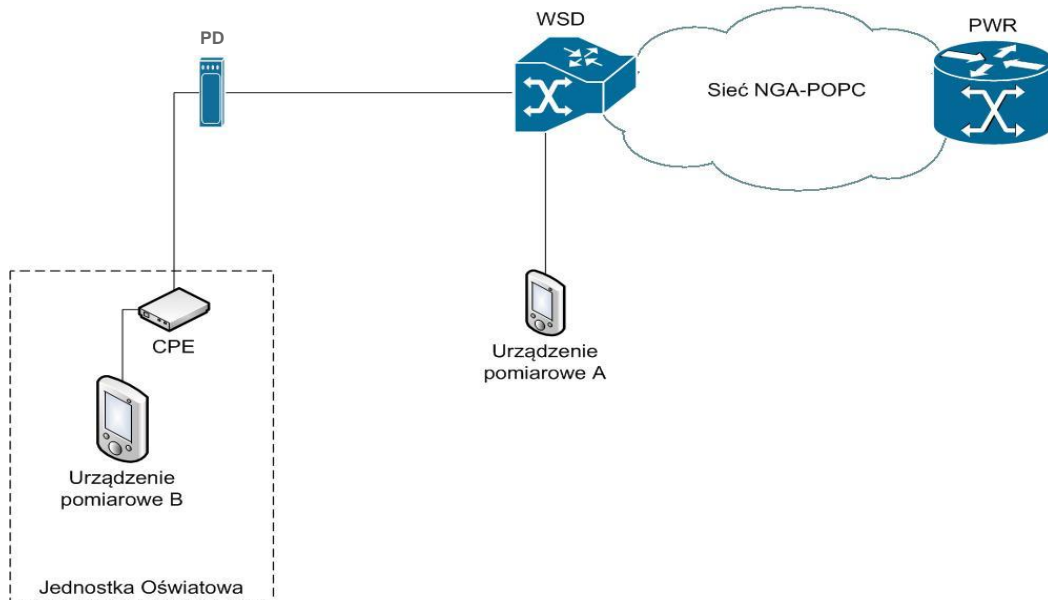 WSD
PWR
PD
Sieć NGA-POPC
CPE
Urządzenie
pomiarowe A
Urządzenie
pomiarowe B
Jednostka Oświatowa